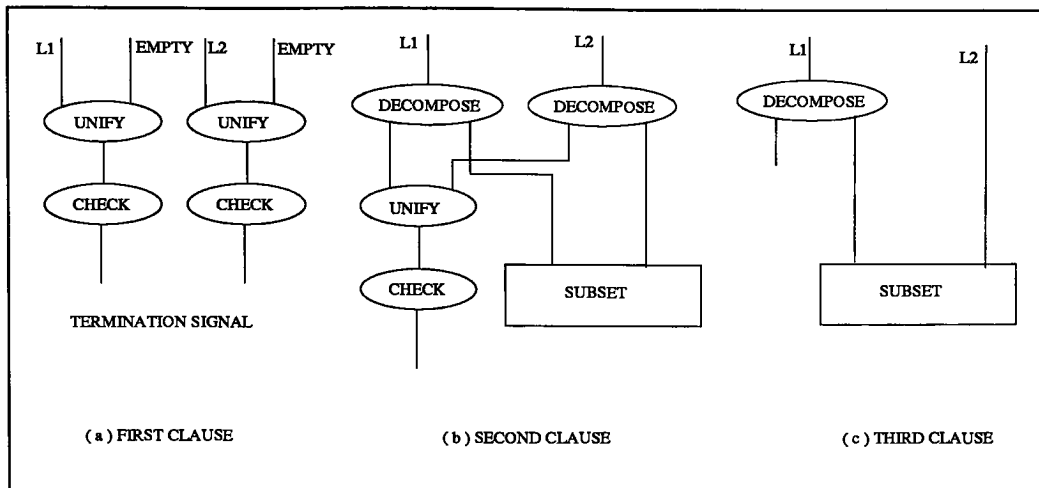 L1 EMPTY L2 EMPTY
UNIFY UNIFY
CHECK CHECK
TERMINATION SIGNAL
( a ) FIRST CLAUSE
L1 L2
DECOMPOSE DECOMPOSE
UNIFY
CHECK
SUBSET
( b ) SECOND CLAUSE
L1 L2
DECOMPOSE
SUBSET
( c ) THIRD CLAUSE